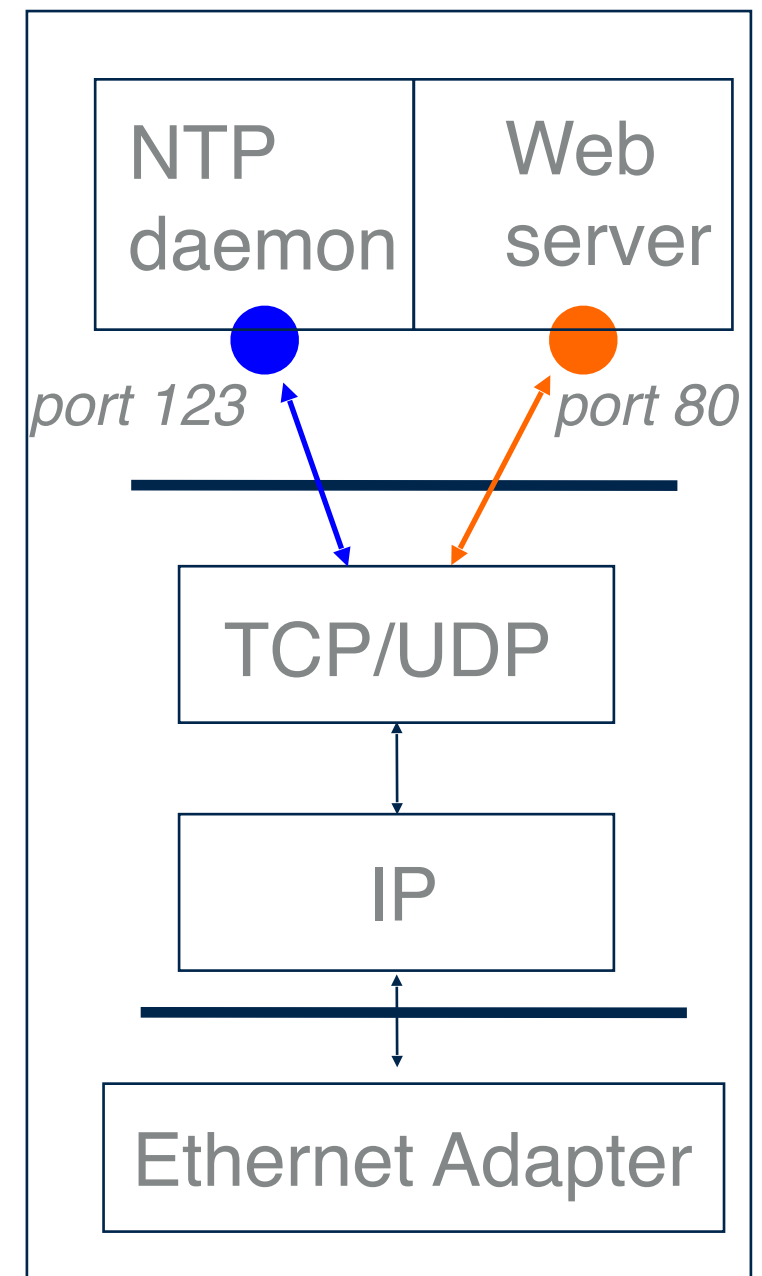 NTP
daemon
Web
server
port 123
port 80
TCP/UDP
IP
Ethernet Adapter